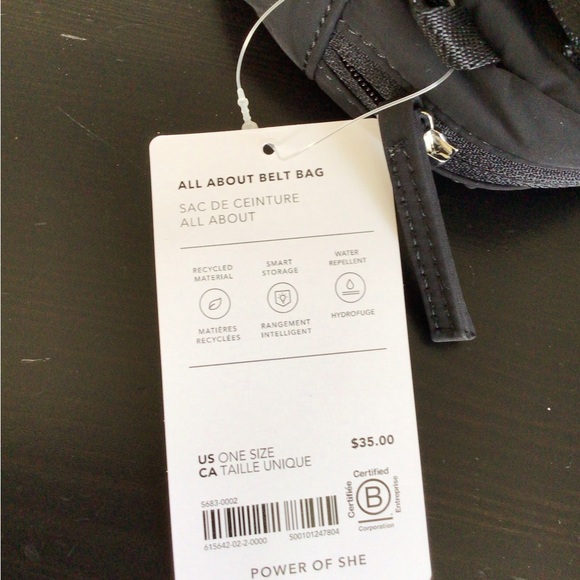 ALL ABOUT BELT BAG
SAC DE CEINTURE
ALL ABOUT
RECYCLED
MATERIAL
SMART
STORAGE
WATER
REPELLENT
MATIÈRES
RECYCLÉES
RANGEMENT
INTELLIGENT
HYDROFUGE
US ONE SIZE
CA TAILLE UNIQUE
$35.00
5683-0002
615642-02-2-0000
500101247804
Certified
Certifiée
B
Entreprise
Corporation
POWER OF SHE